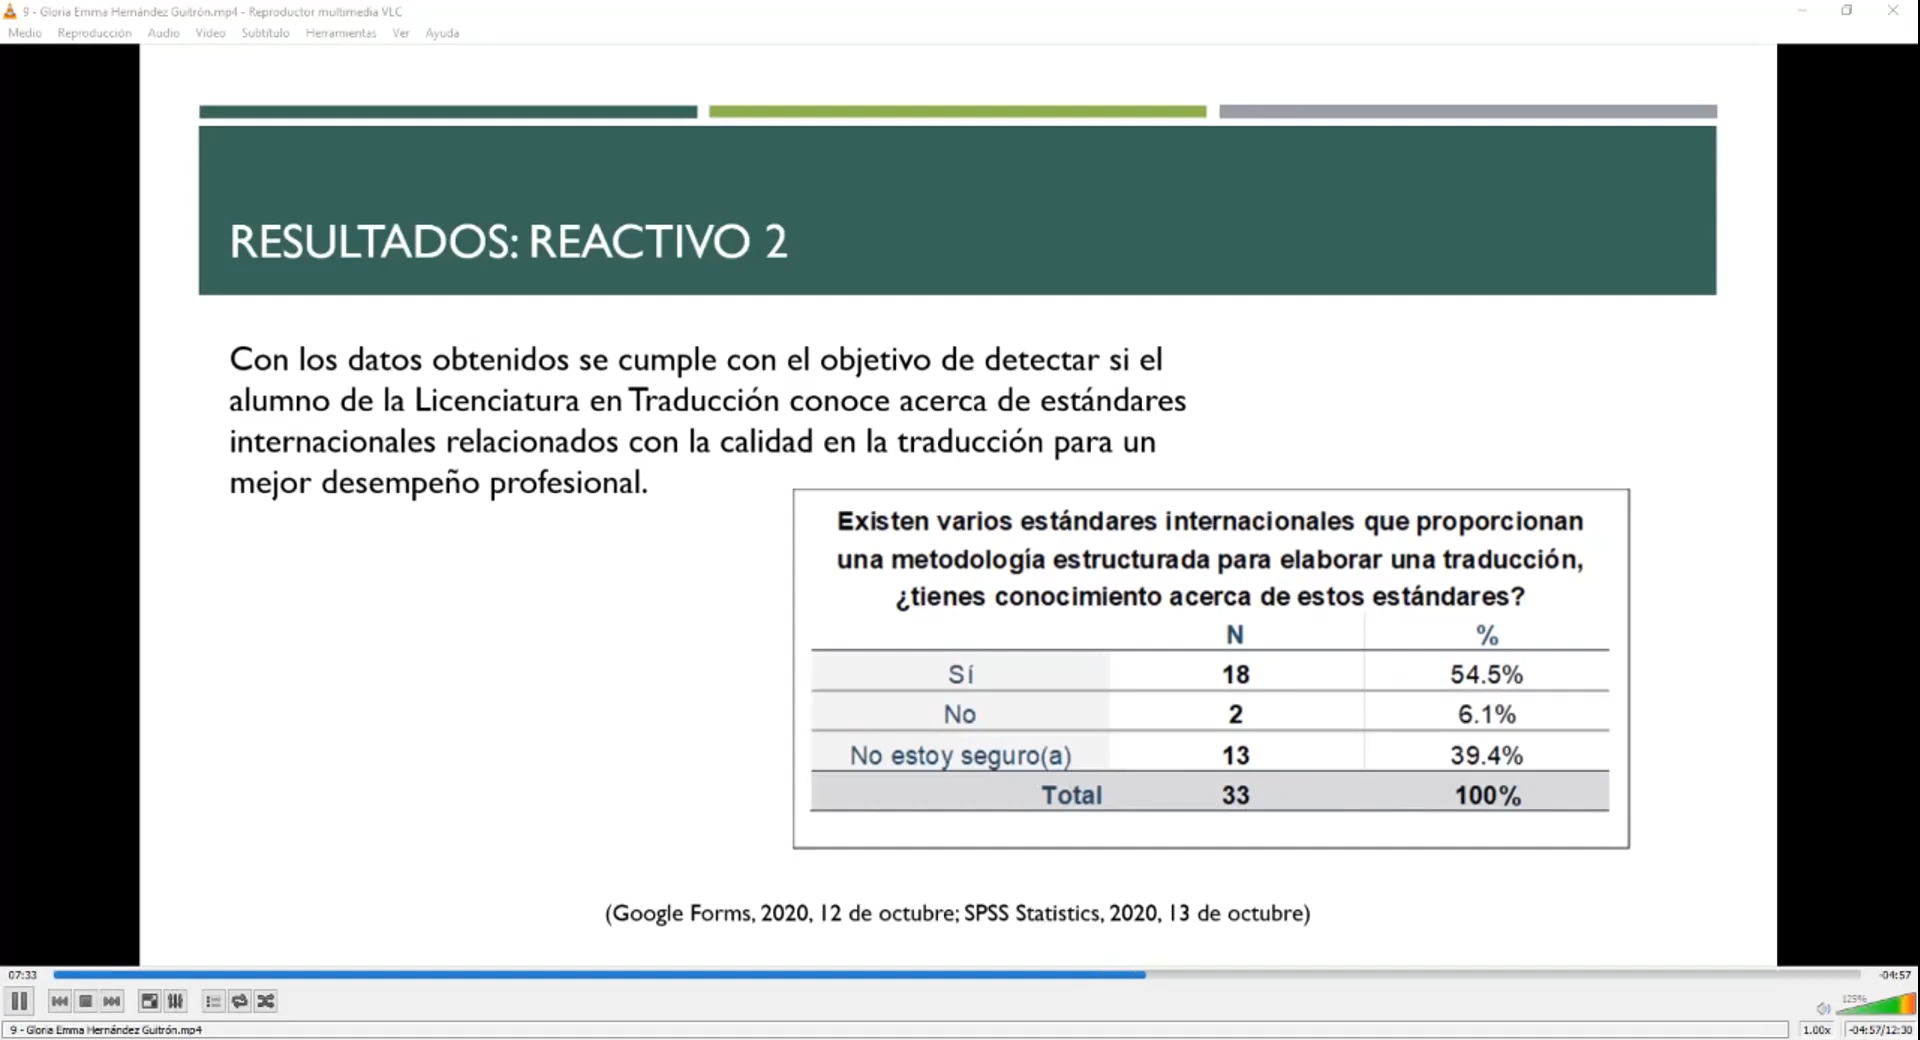 9 - Gloria Emma Hernández Guitrón.mp4 - Reproductor multimedia VLC
Medio Reproducción Audio Video Subtítulo Herramientas Ver Ayuda
RESULTADOS: REACTIVO 2
Con los datos obtenidos se cumple con el objetivo de detectar si el
alumno de la Licenciatura en Traducción conoce acerca de estándares
internacionales relacionados con la calidad en la traducción para un
mejor desempeño profesional.
Existen varios estándares internacionales que proporcionan
una metodología estructurada para elaborar una traducción,
¿tienes conocimiento acerca de estos estándares?
N %
Sí 18 54.5%
No 2 6.1%
No estoy seguro(a) 13 39.4%
Total 33 100%
(Google Forms, 2020, 12 de octubre; SPSS Statistics, 2020, 13 de octubre)
07:33 -04:57
125%
9 - Gloria Emma Hernández Guitrón.mp4 1.00x -04:57/12:30